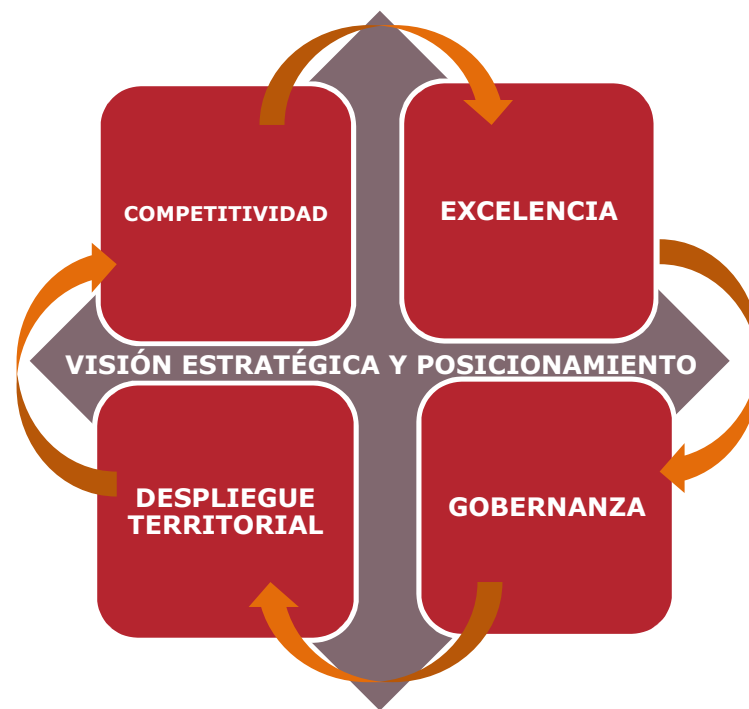 COMPETITIVIDAD
EXCELENCIA
VISIÓN ESTRATÉGICA Y POSICIONAMIENTO
DESPLIEGUE
TERRITORIAL
GOBERNANZA